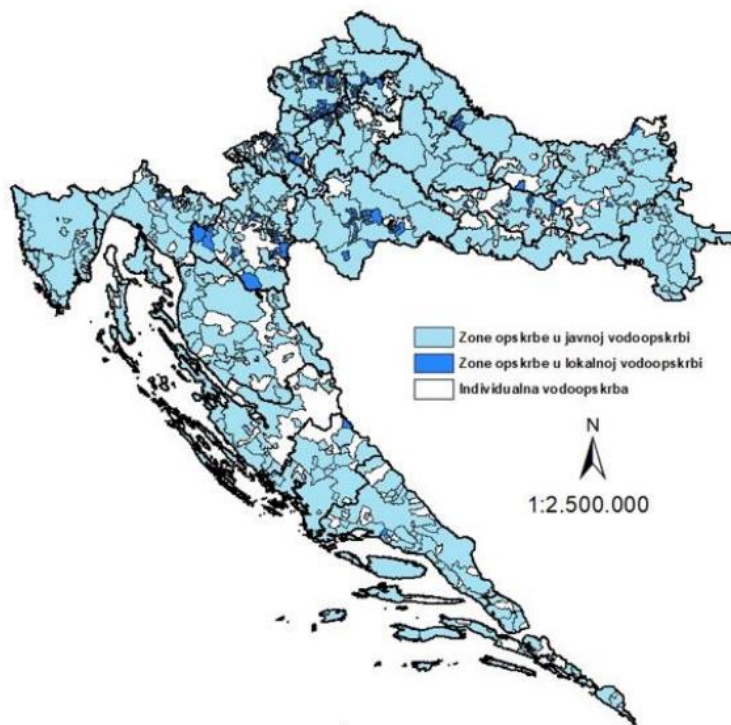 Zone opskrbe u javnoj vodoopskrbi
Zone opskrbe u lokalnoj vodoopskrbi
Individualna vodoopskrba
N
1:2.500.000